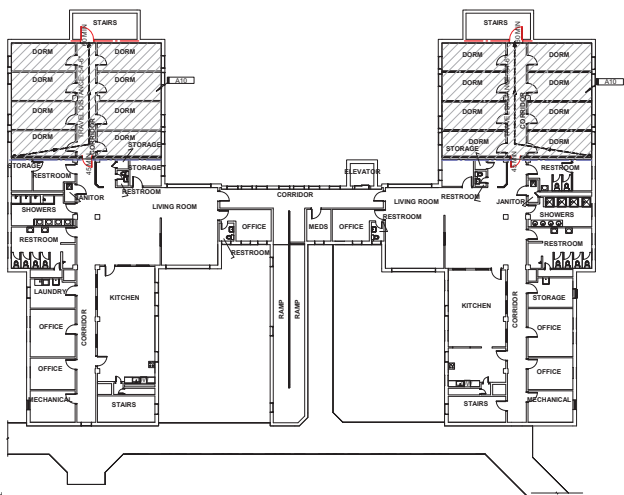 STAIRS
STAIRS
DORM
DORM
DORM
DORM
DORM
DORM
DORM
DORM
A10
A10
DORM
DORM
DORM
DORM
DORM
DORM
DORM
DORM
TRAVEL DISTANCE
CORRIDOR
CORRIDOR
STORAGE
STORAGE
STORAGE
STORAGE
RESTROOM
RESTROOM
RESTROOM
RESTROOM
ELEVATOR
JANITOR
JANITOR
CORRIDOR
LIVING ROOM
LIVING ROOM
SHOWERS
SHOWERS
RESTROOM
OFFICE
MEDS
OFFICE
RESTROOM
RESTROOM
RESTROOM
LAUNDRY
KITCHEN
RAMP
RAMP
KITCHEN
STORAGE
OFFICE
CORRIDOR
CORRIDOR
OFFICE
OFFICE
OFFICE
MECHANICAL
STAIRS
STAIRS
MECHANICAL